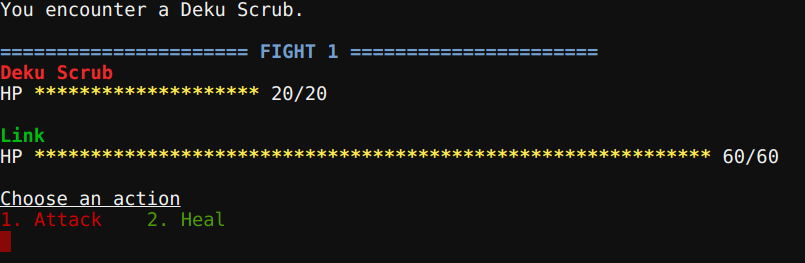 You encounter a Deku Scrub.
====================== FIGHT 1 ======================
Deku Scrub
HP ******************** 20/20
Link
HP ************************************************************ 60/60
Choose an action
1. Attack    2. Heal